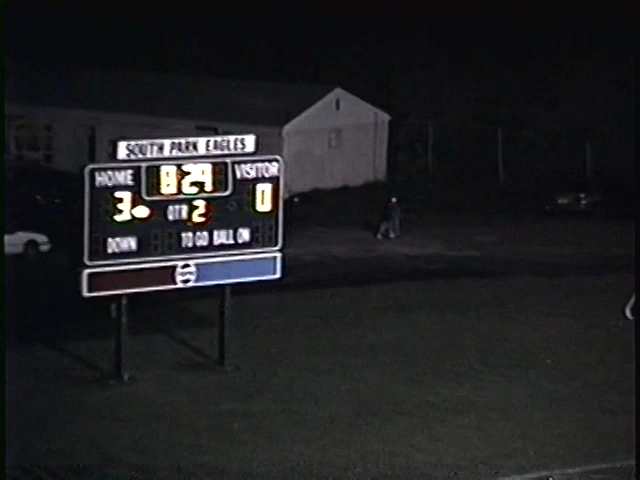 SOUTH PARK EAGLES
HOME 8:29 VISITOR
3 QTR 2 0
DOWN TO GO BALL ON